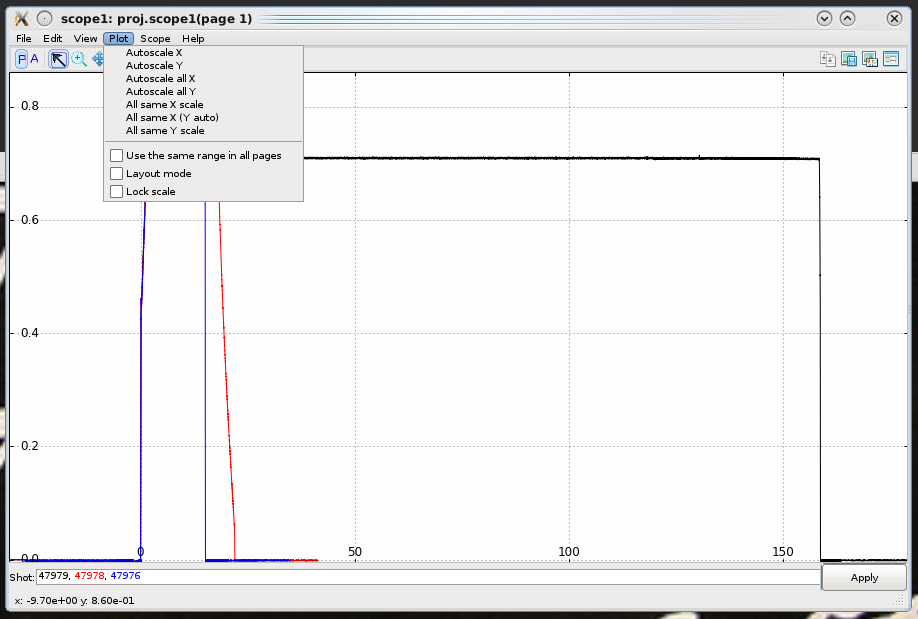 scope1: proj.scope1(page 1)
File Edit View Plot Scope Help
P A
Autoscale X
Autoscale Y
Autoscale all X
Autoscale all Y
All same X scale
All same X (Y auto)
All same Y scale
Use the same range in all pages
Layout mode
Lock scale
0.8
0.6
0.4
0.2
0.0
0 50 100 150
Shot: 47979, 47978, 47976
Apply
x: -9.70e+00 y: 8.60e-01